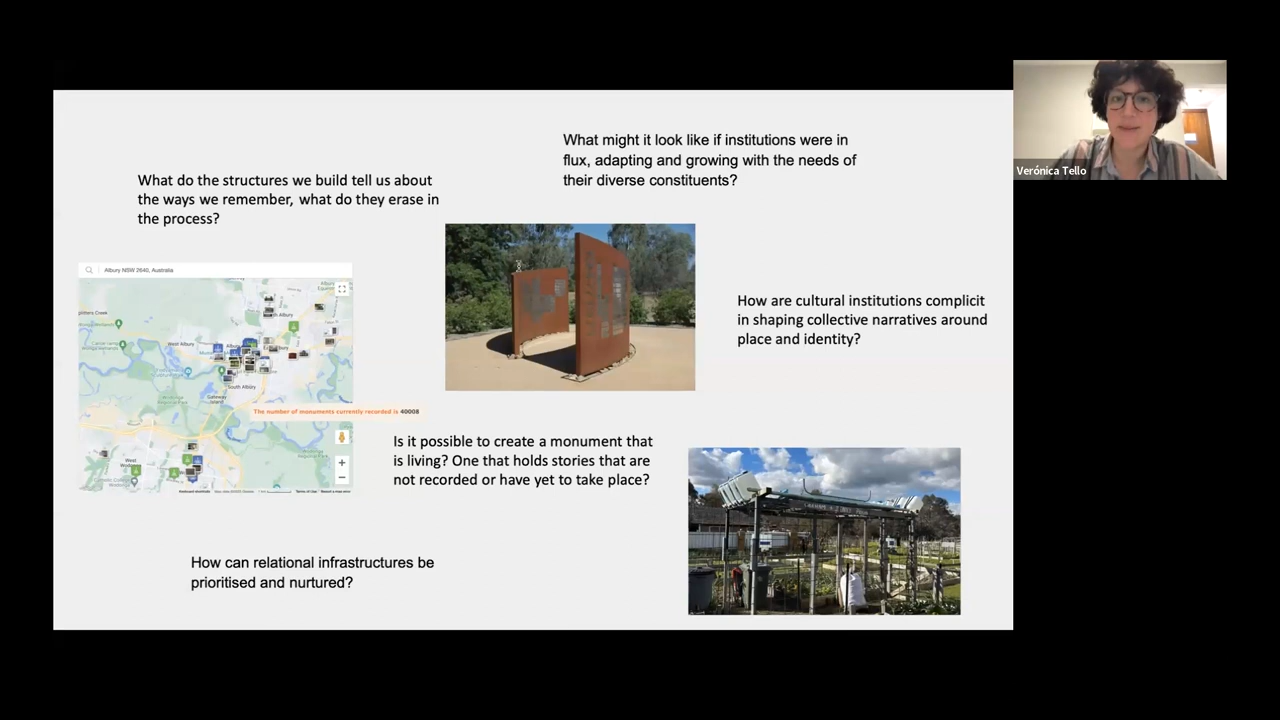 What might it look like if institutions were in
flux, adapting and growing with the needs of
their diverse constituents?
Verónica Tello
What do the structures we build tell us about
the ways we remember, what do they erase in
the process?
Albury NSW 2640, Australia
West Albury
South Albury
Gateway
Island
The number of monuments currently recorded is 40008
West
How are cultural institutions complicit
in shaping collective narratives around
place and identity?
Is it possible to create a monument that
is living? One that holds stories that are
not recorded or have yet to take place?
How can relational infrastructures be
prioritised and nurtured?